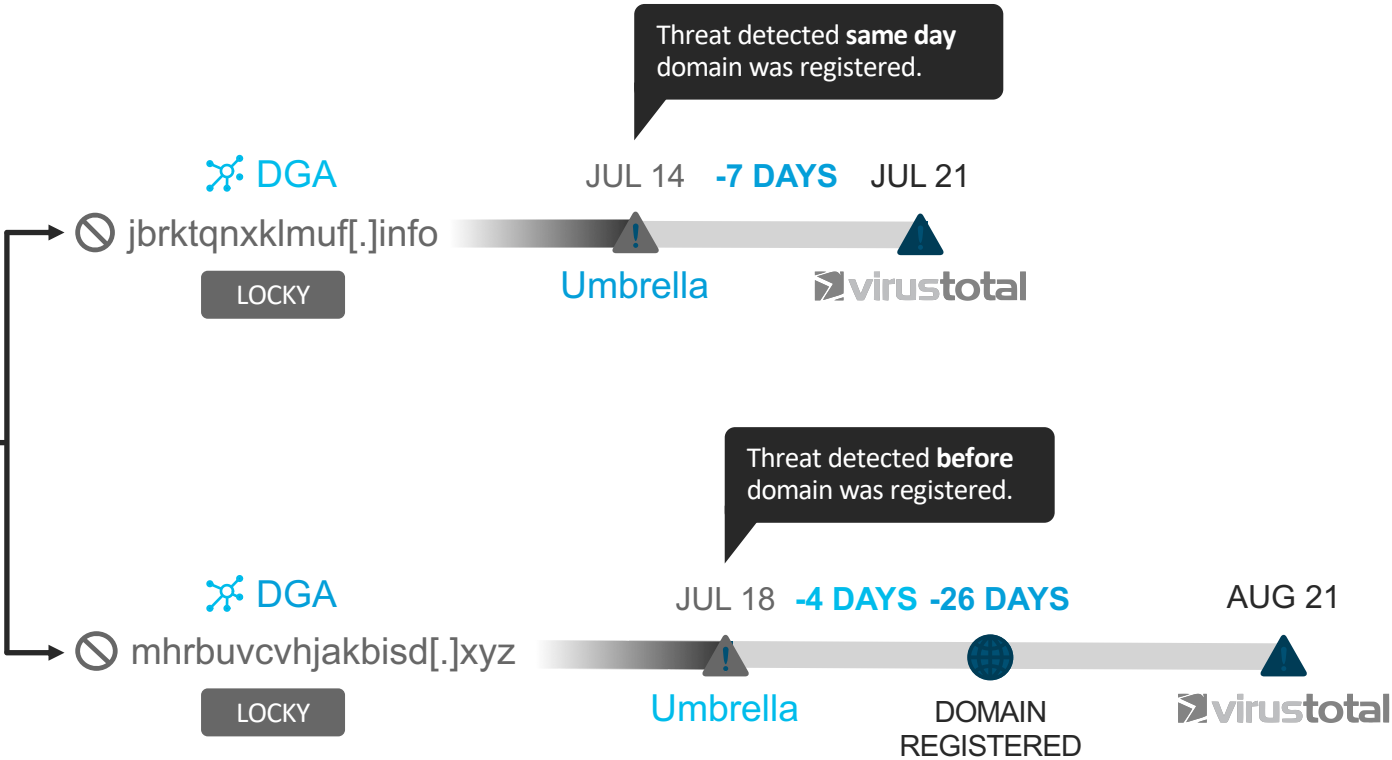 Threat detected same day
domain was registered.
DGA
JUL 14 -7 DAYS JUL 21
jbrktqnxklmuf[.]info
LOCKY
Umbrella
virustotal
Threat detected before
domain was registered.
DGA
JUL 18 -4 DAYS -26 DAYS AUG 21
mhrbuvcvhjakbisd[.]xyz
LOCKY
Umbrella
DOMAIN
REGISTERED
virustotal